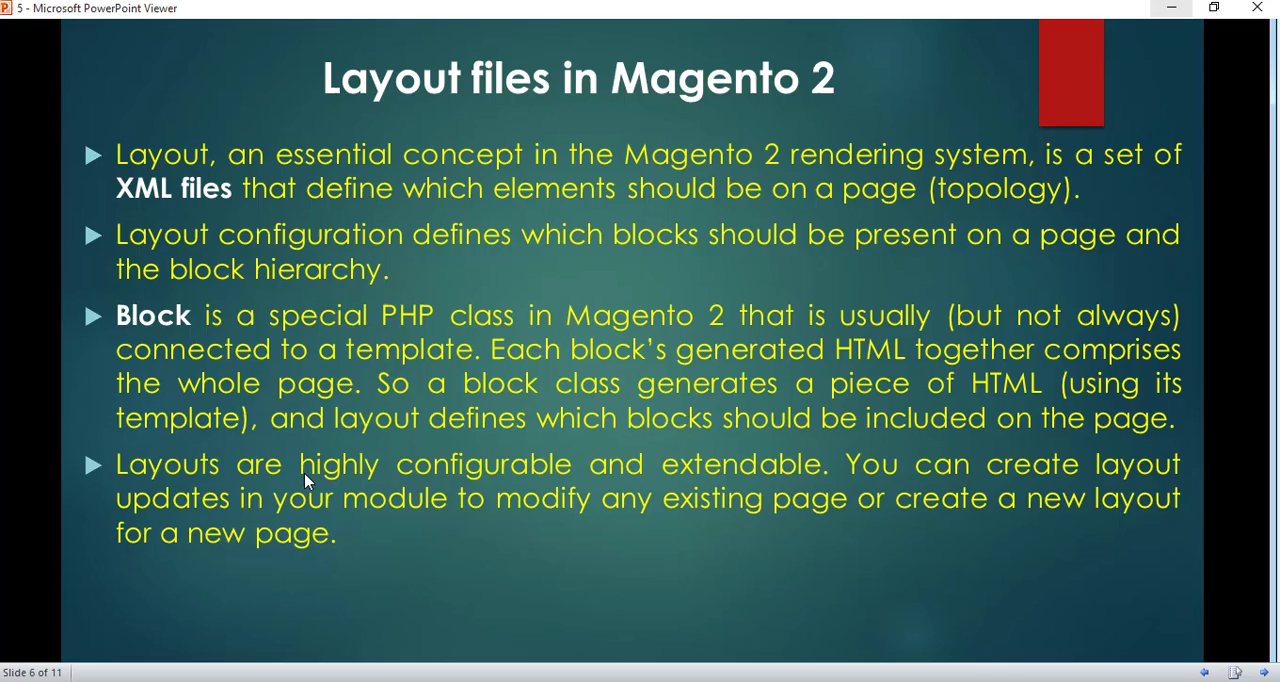 5 - Microsoft PowerPoint Viewer
Layout files in Magento 2
Layout, an essential concept in the Magento 2 rendering system, is a set of
XML files that define which elements should be on a page (topology).
Layout configuration defines which blocks should be present on a page and
the block hierarchy.
Block is a special PHP class in Magento 2 that is usually (but not always)
connected to a template. Each block’s generated HTML together comprises
the whole page. So a block class generates a piece of HTML (using its
template), and layout defines which blocks should be included on the page.
Layouts are highly configurable and extendable. You can create layout
updates in your module to modify any existing page or create a new layout
for a new page.
Slide 6 of 11